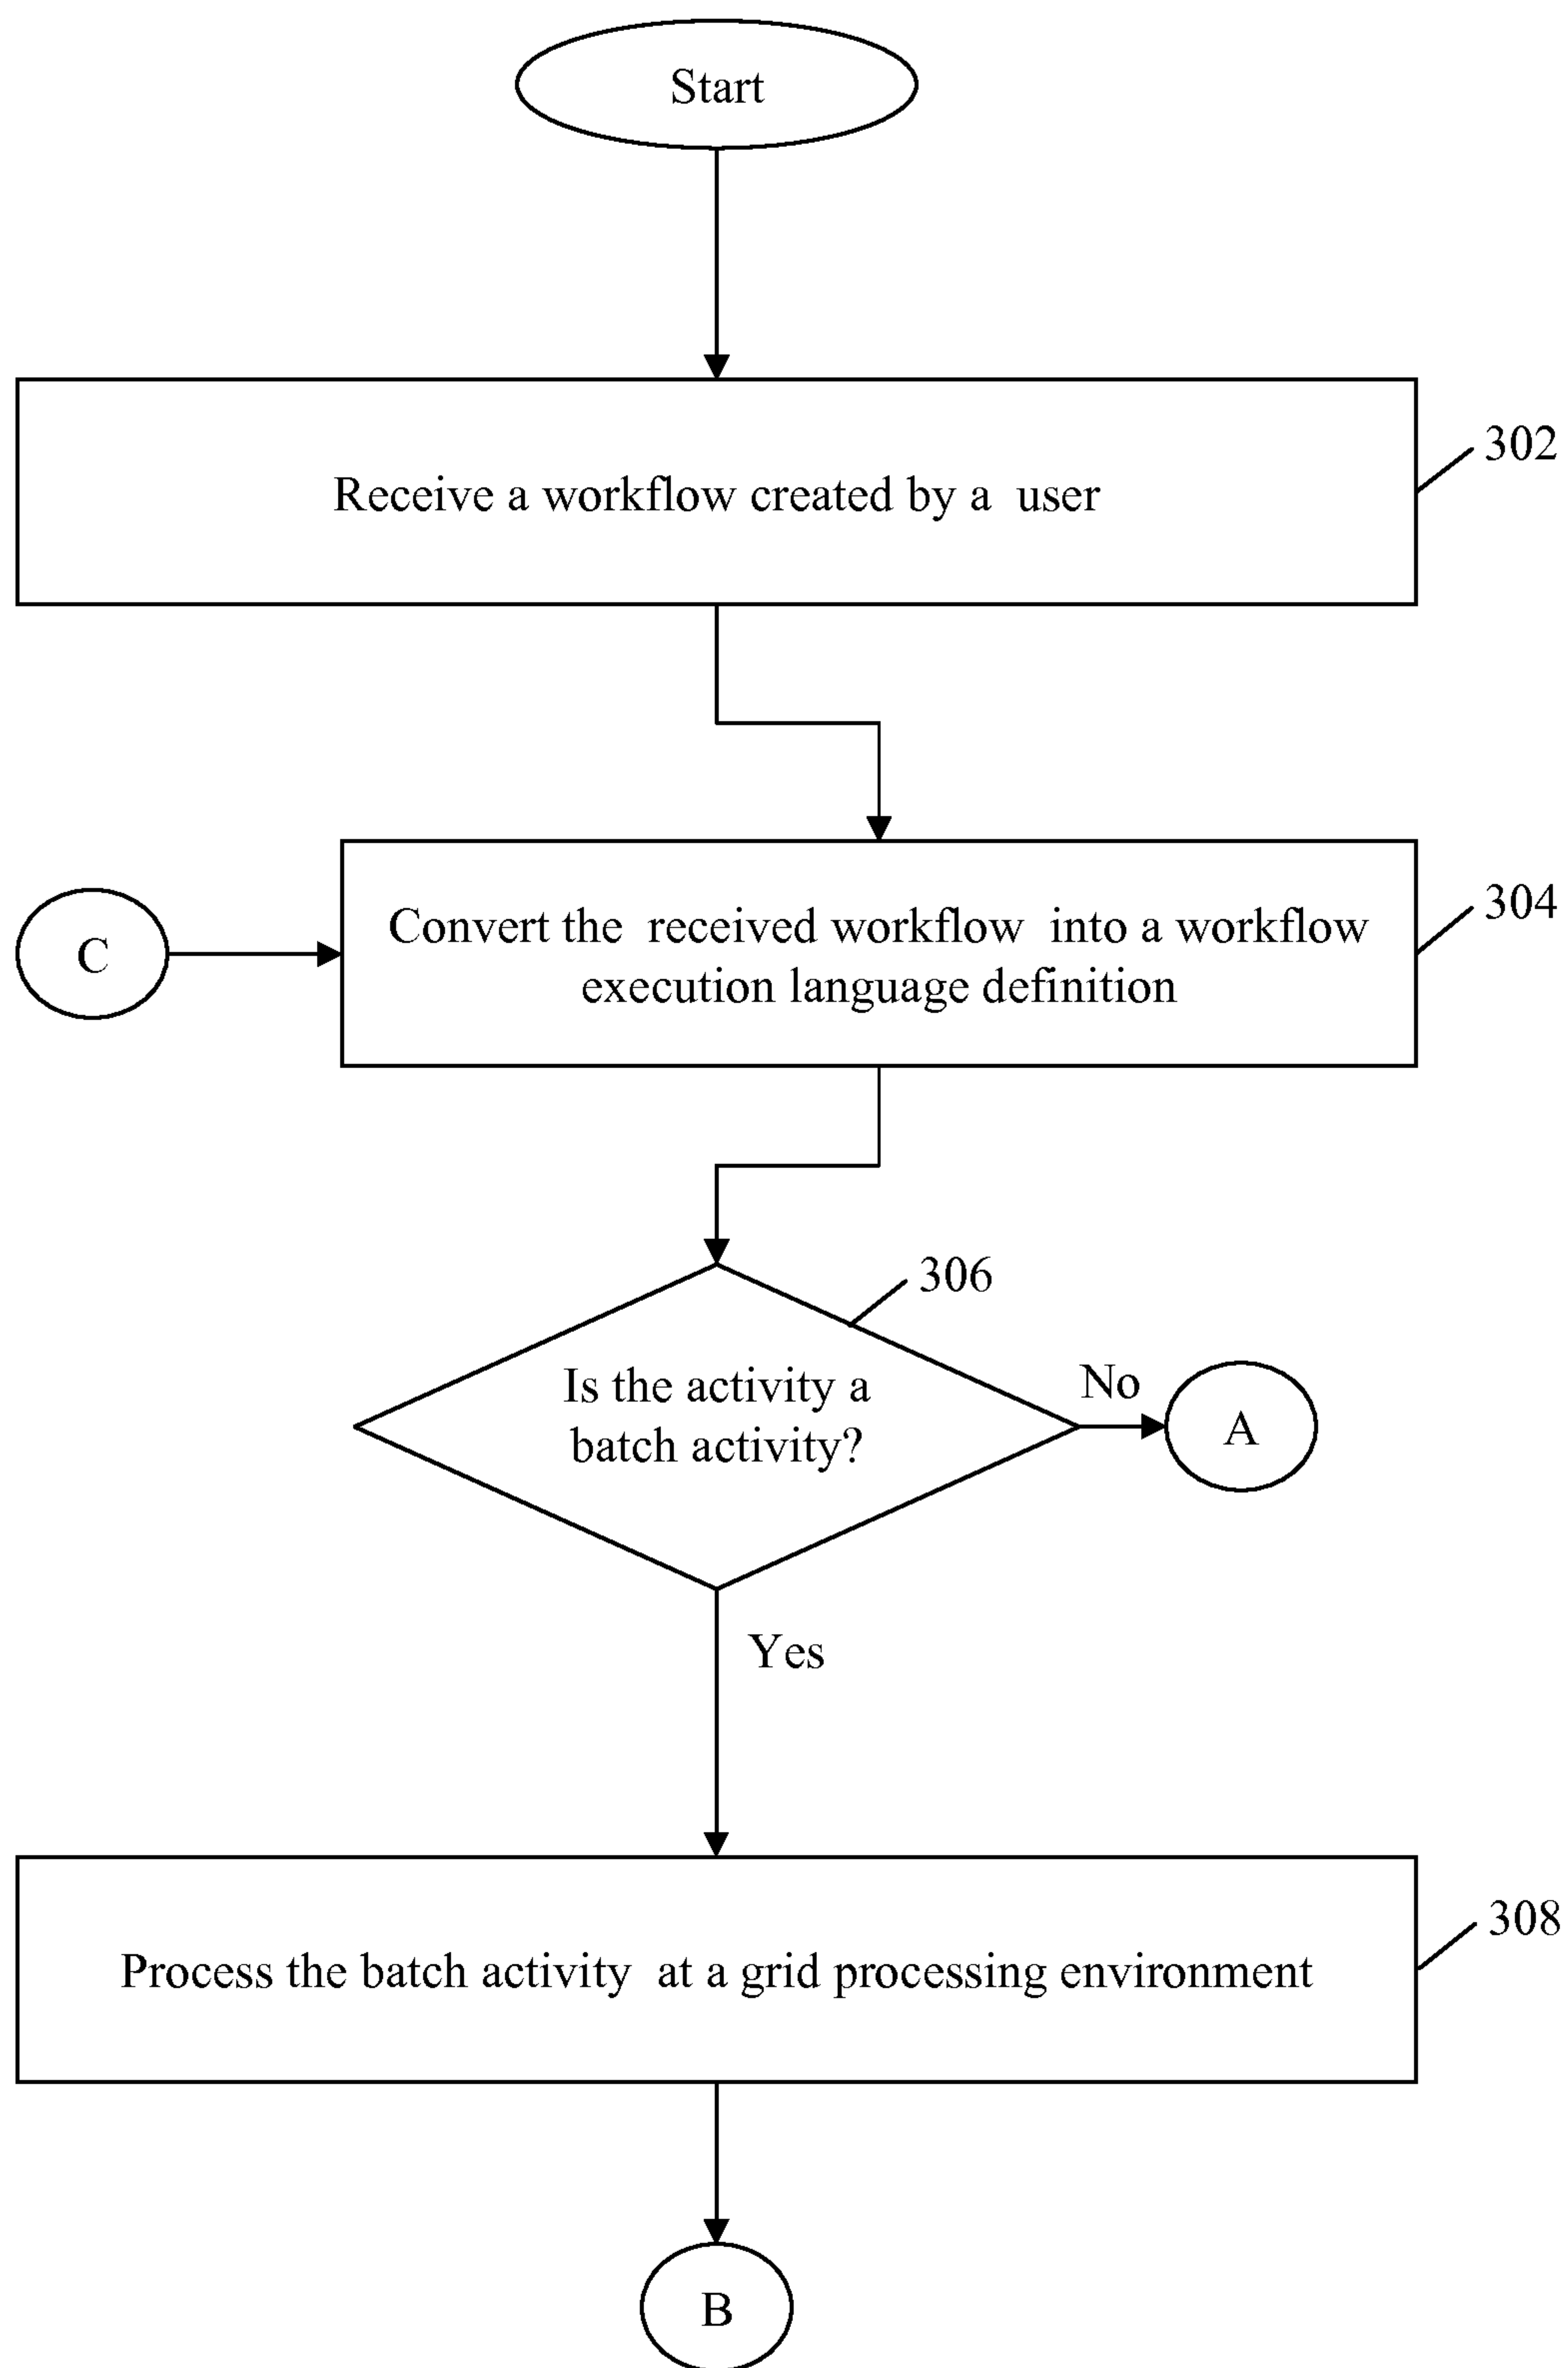 Start
302
Receive a workflow created by a user
304
Convert the received workflow into a workflow
execution language definition
C
306
Is the activity a
batch activity?
No
A
Yes
308
Process the batch activity at a grid processing environment
B